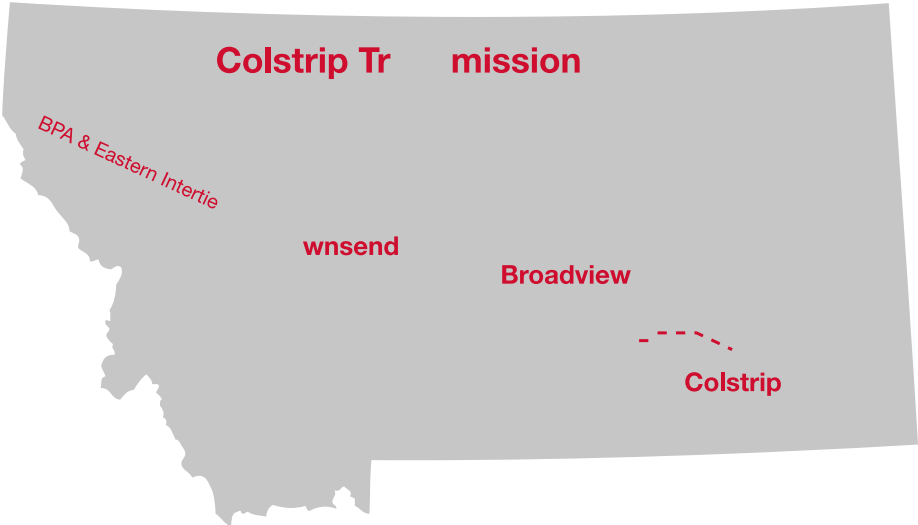 Colstrip Tr mission
BPA & Eastern Intertie
wnsend
Broadview
Colstrip